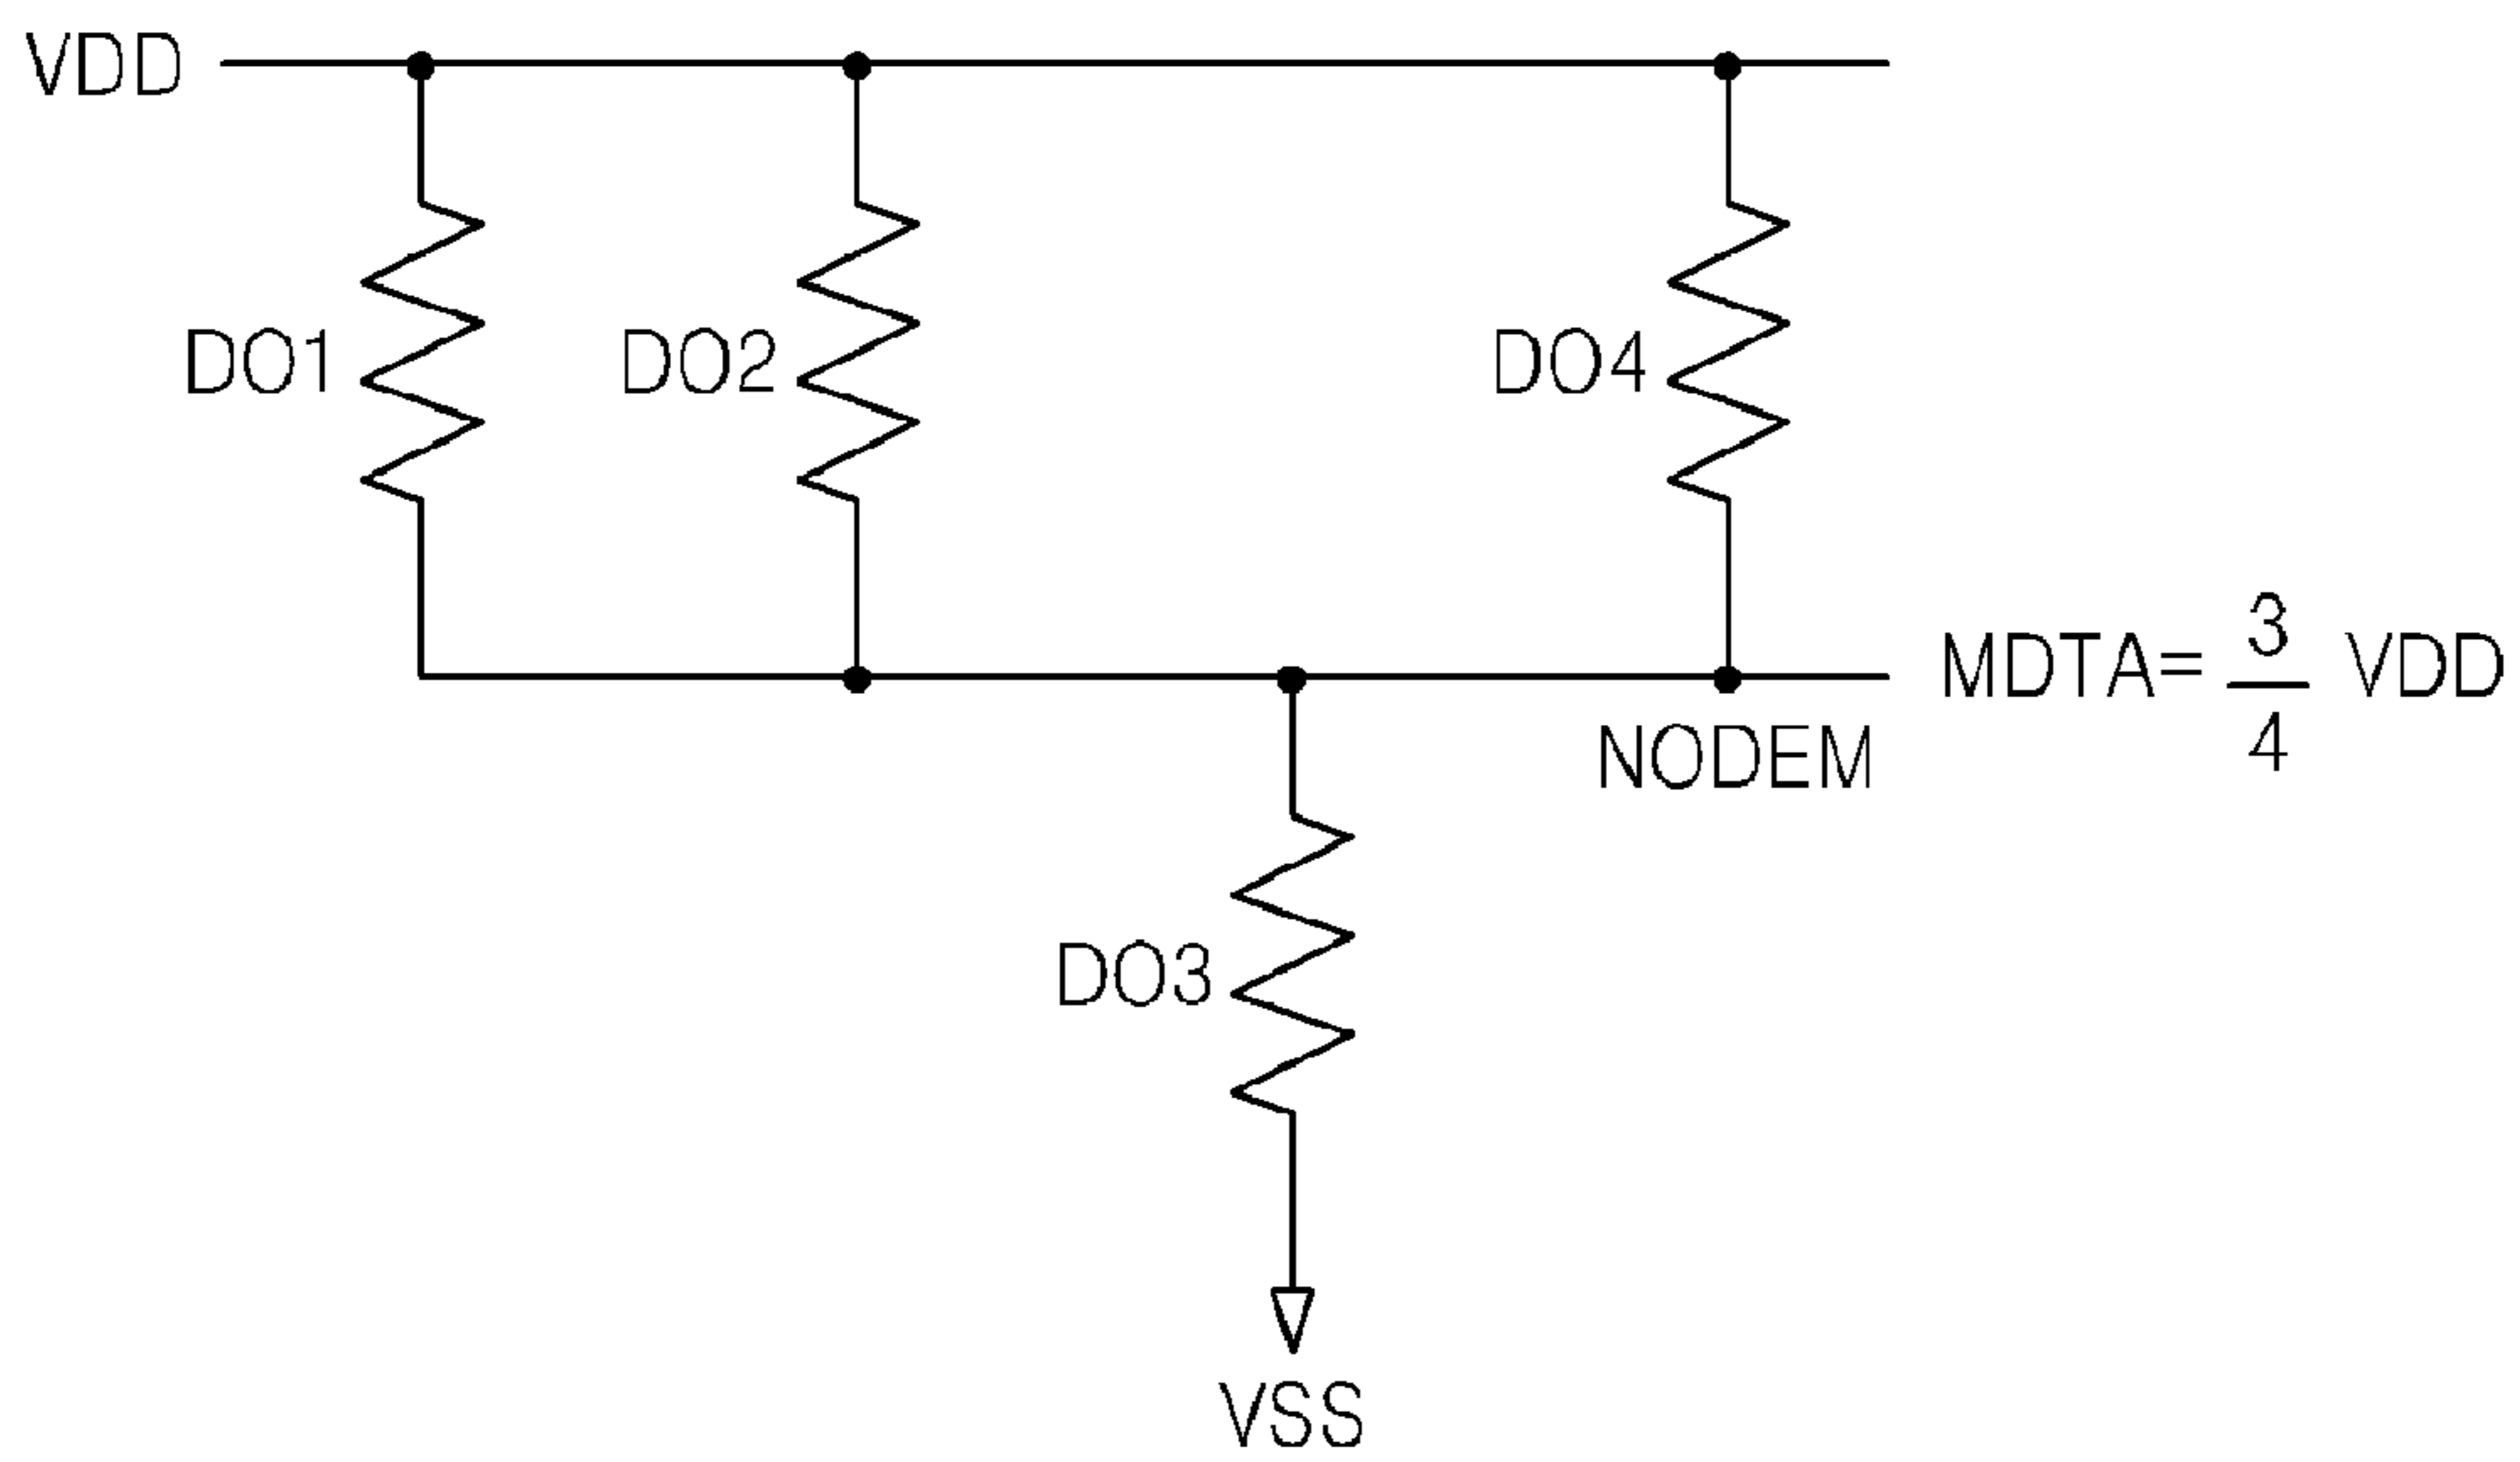 VDD
DO1
DO2
DO4
MDTA= 3/4 VDD
NODEM
DO3
VSS